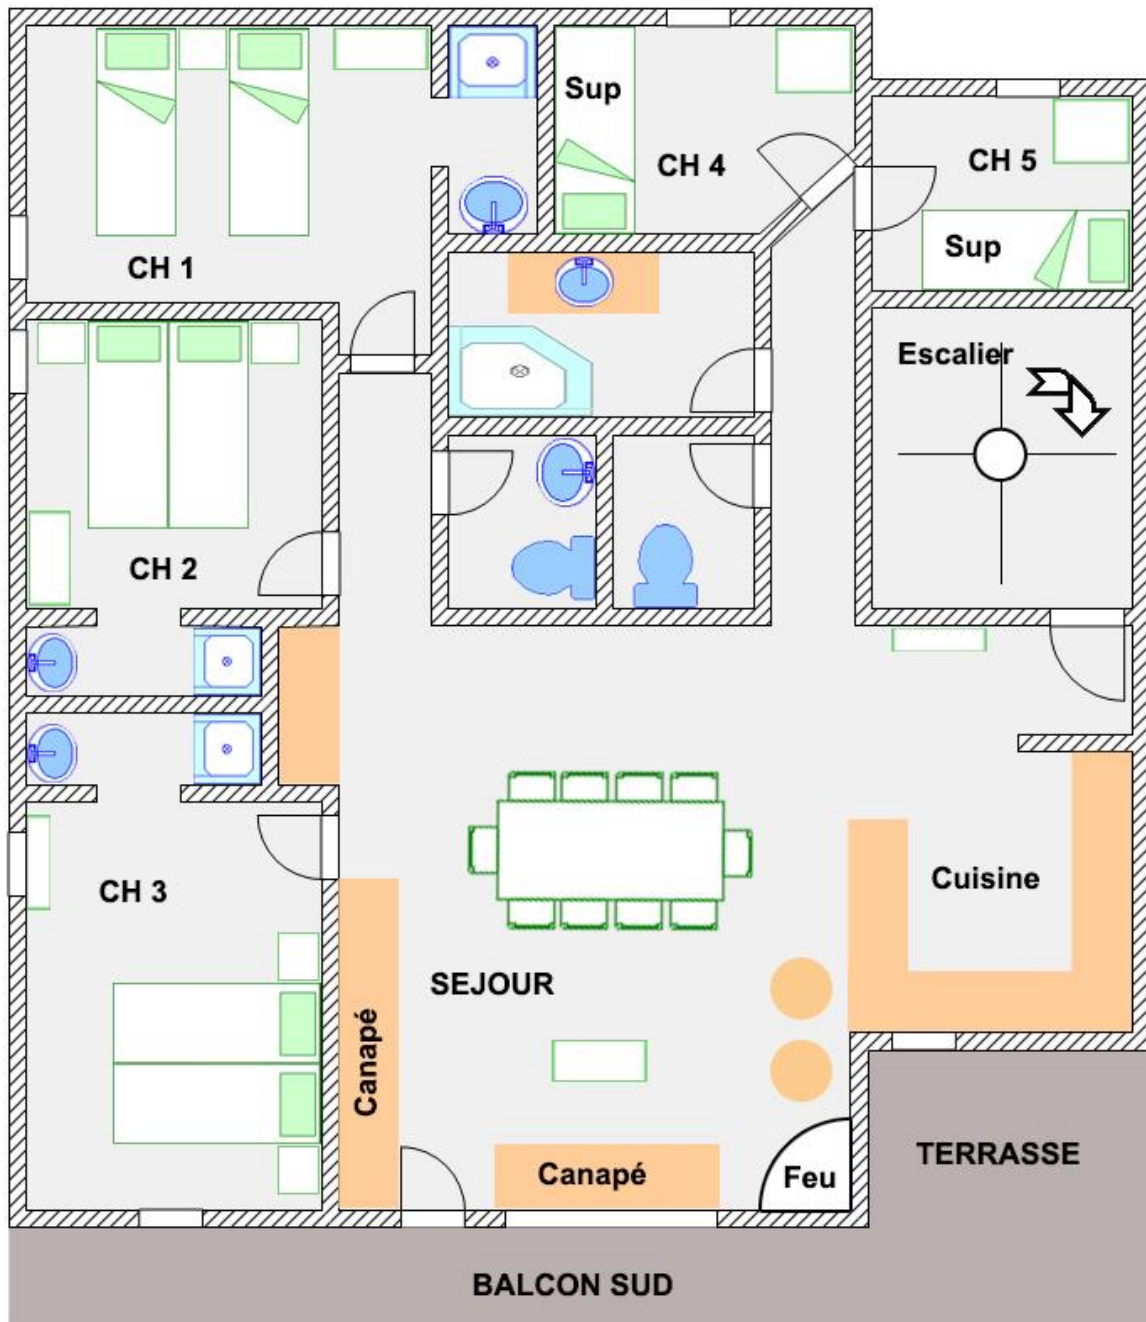 Sup
CH 4
CH 5
Sup
CH 1
Escalier
CH 2
CH 3
Cuisine
SEJOUR
Canapé
Canapé
Feu
TERRASSE
BALCON SUD